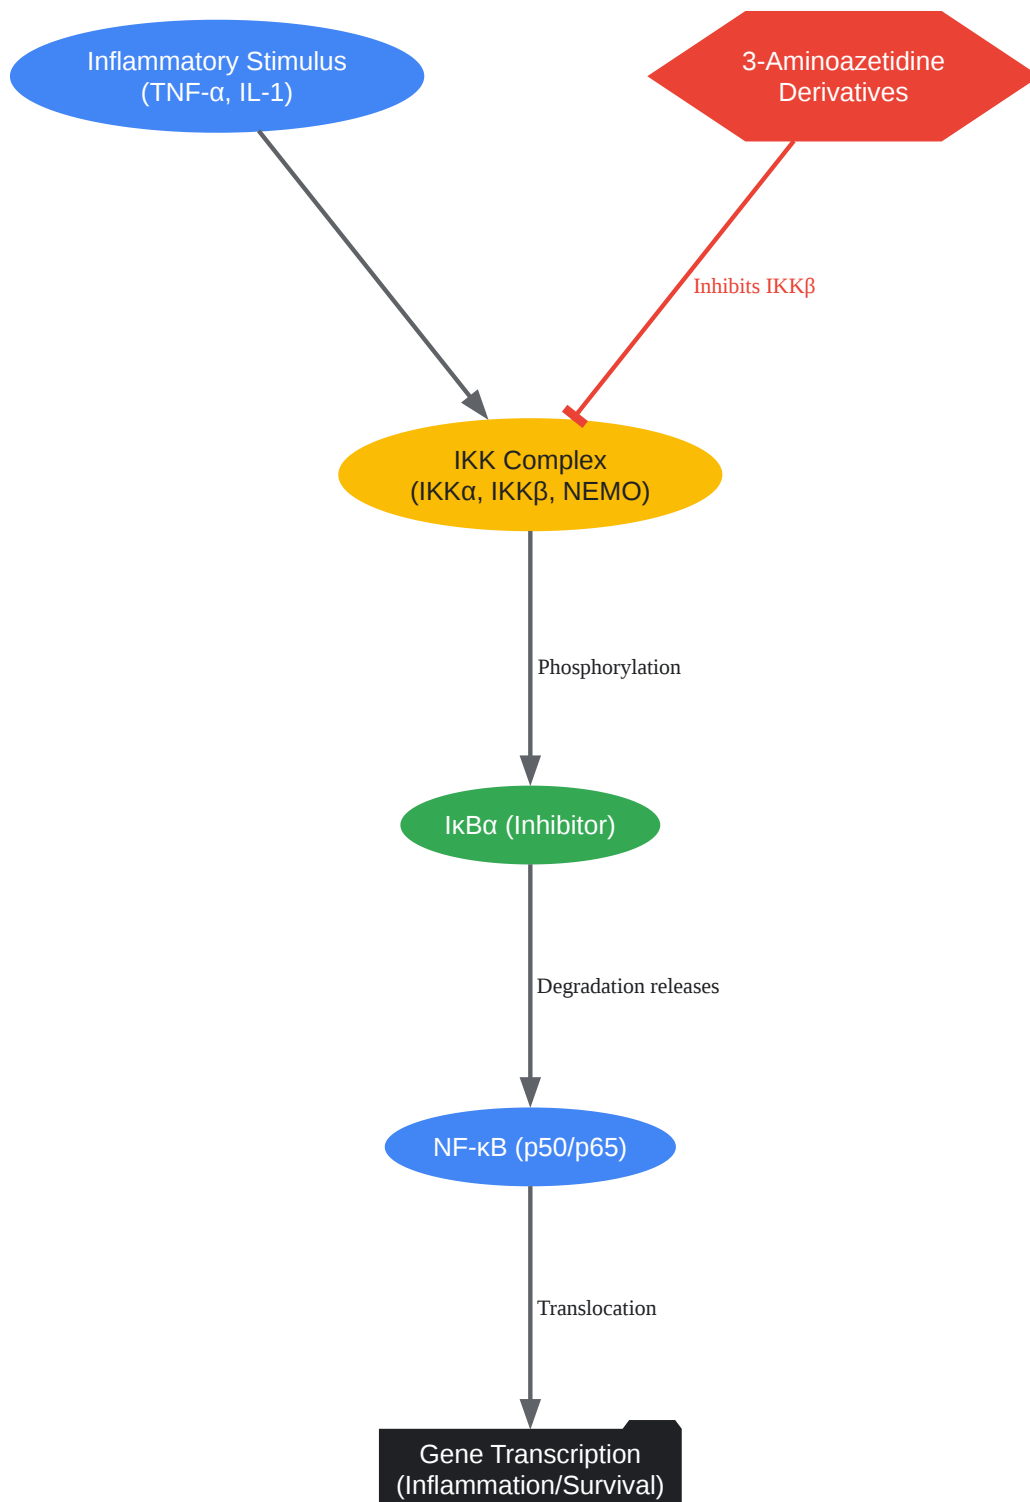 Inflammatory Stimulus
(TNF-α, IL-1)
3-Aminoazetidine
Derivatives
Inhibits IKKβ
IKK Complex
(IKKα, IKKβ, NEMO)
Phosphorylation
IκBα (Inhibitor)
Degradation releases
NF-κB (p50/p65)
Translocation
Gene Transcription
(Inflammation/Survival)